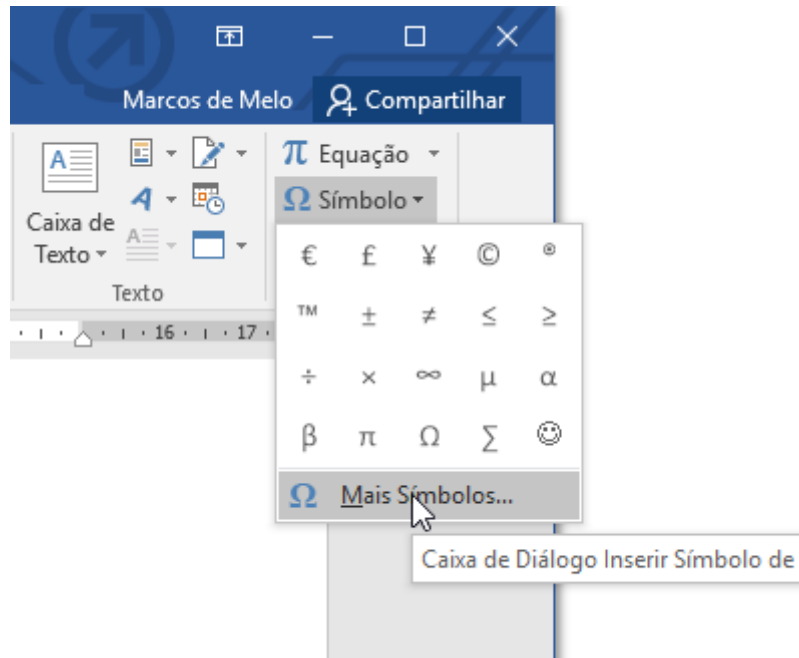 Marcos de Melo Compartilhar
Equação
Símbolo
Caixa de
Texto
Texto
16 17
€ £ ¥ © ®
™ ± ≠ ≤ ≥
÷ × ∞ µ α
β π Ω ∑ ☺
Ω Mais Símbolos...
Caixa de Diálogo Inserir Símbolo de